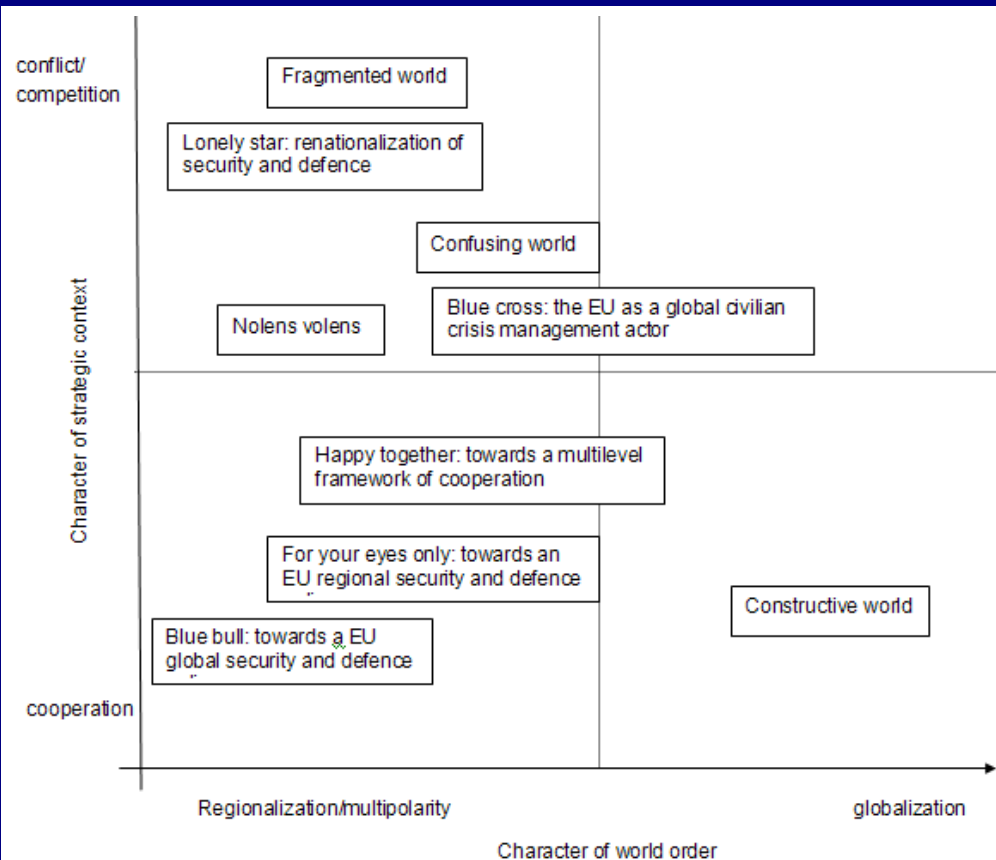 conflict/
competition
Fragmented world
Lonely star: renationalization of
security and defence
Confusing world
Nolens volens
Blue cross: the EU as a global civilian
crisis management actor
Character of strategic context
Happy together: towards a multilevel
framework of cooperation
For your eyes only: towards an
EU regional security and defence
Constructive world
Blue bull: towards a EU
global security and defence
cooperation
Regionalization/multipolarity
globalization
Character of world order